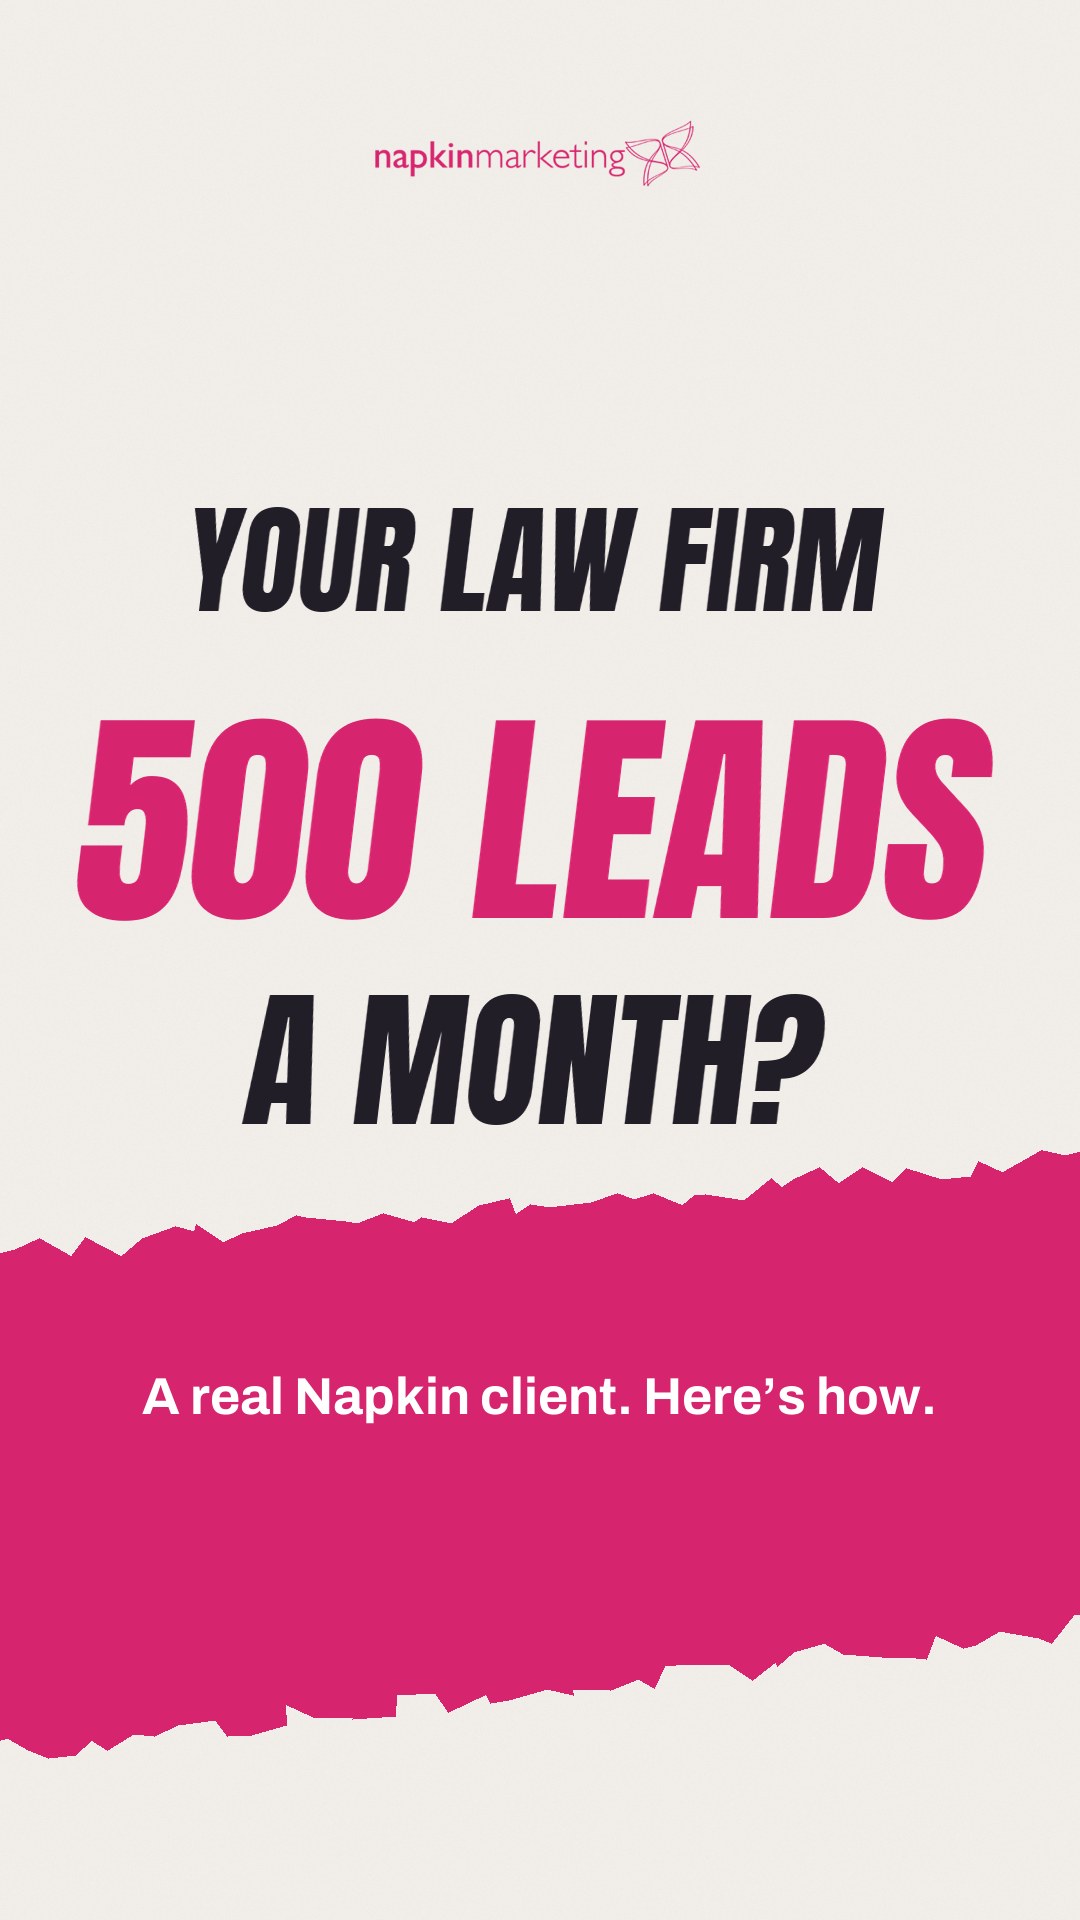 napkinmarketing
YOUR LAW FIRM
500 LEADS
A MONTH?
A real Napkin client. Here’s how.